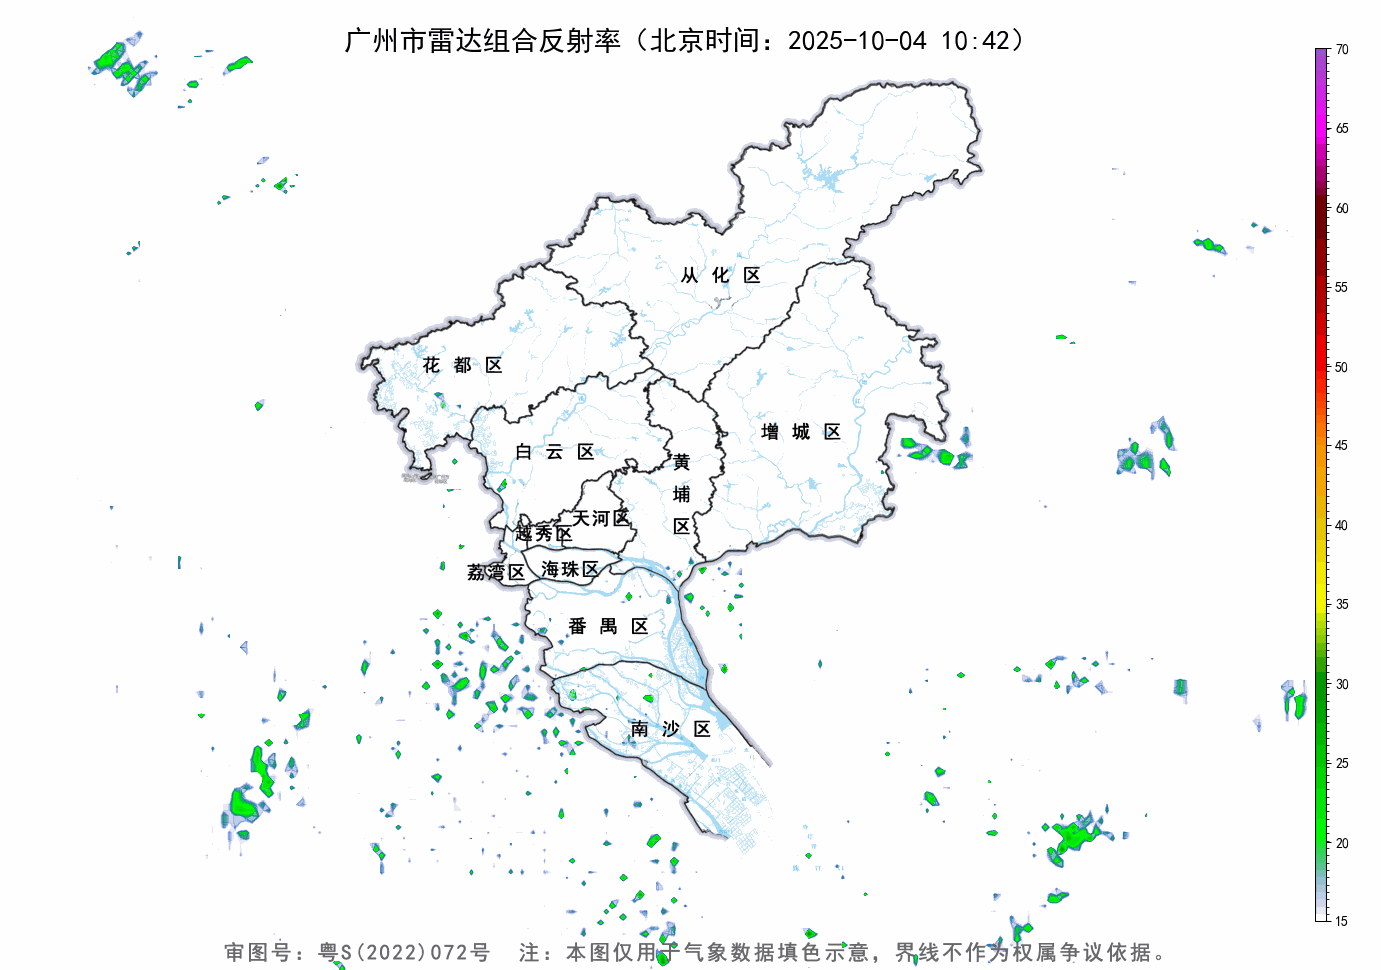 广州市雷达组合反射率（北京时间：2025-10-04 10:42）
70
65
60
55
50
45
40
35
30
25
20
15
从化区
花都区
增城区
白云区
黄埔区
天河区
越秀区
海珠区
荔湾区
番禺区
南沙区
审图号：粤S(2022)072号 注：本图仅用于气象数据填色示意，界线不作为权属争议依据。